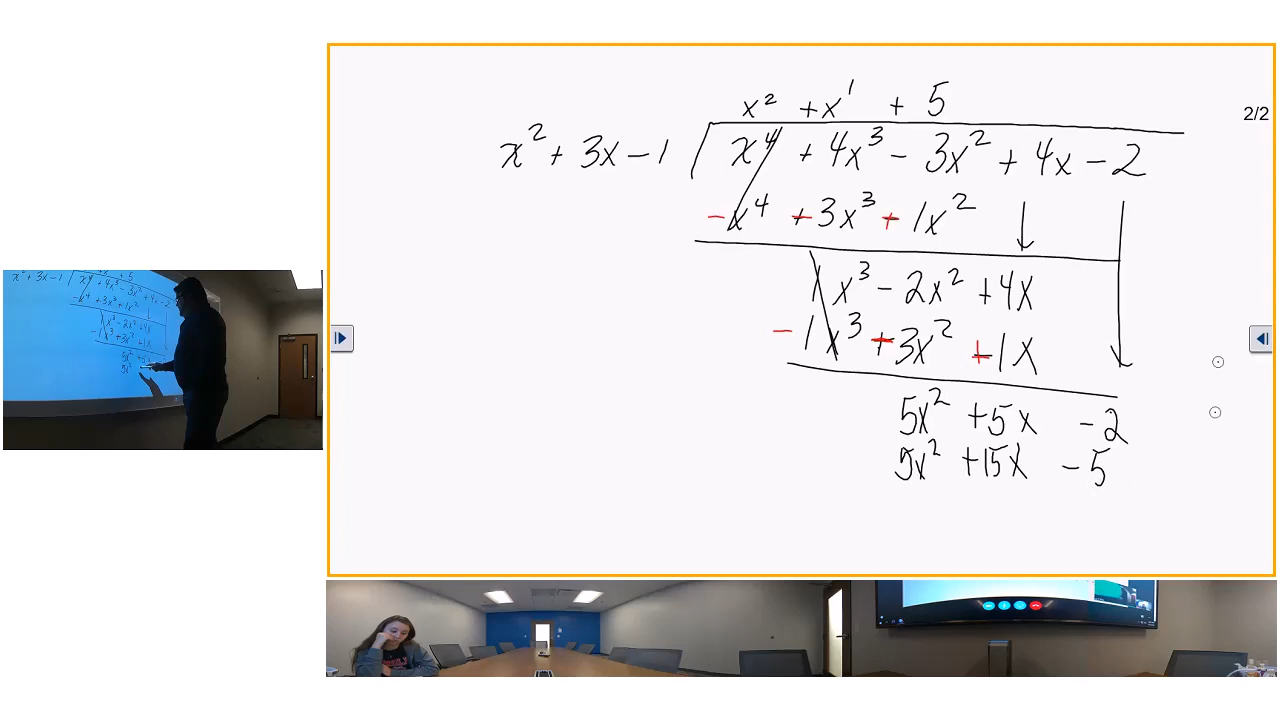 2/2
x² + x¹ + 5
x² + 3x - 1 x⁴ + 4x³ - 3x² + 4x - 2
- x⁴ + 3x³ + 1x²
1x³ - 2x² + 4x
- 1x³ + 3x² + 1x
5x² + 5x - 2
5x² + 15x - 5